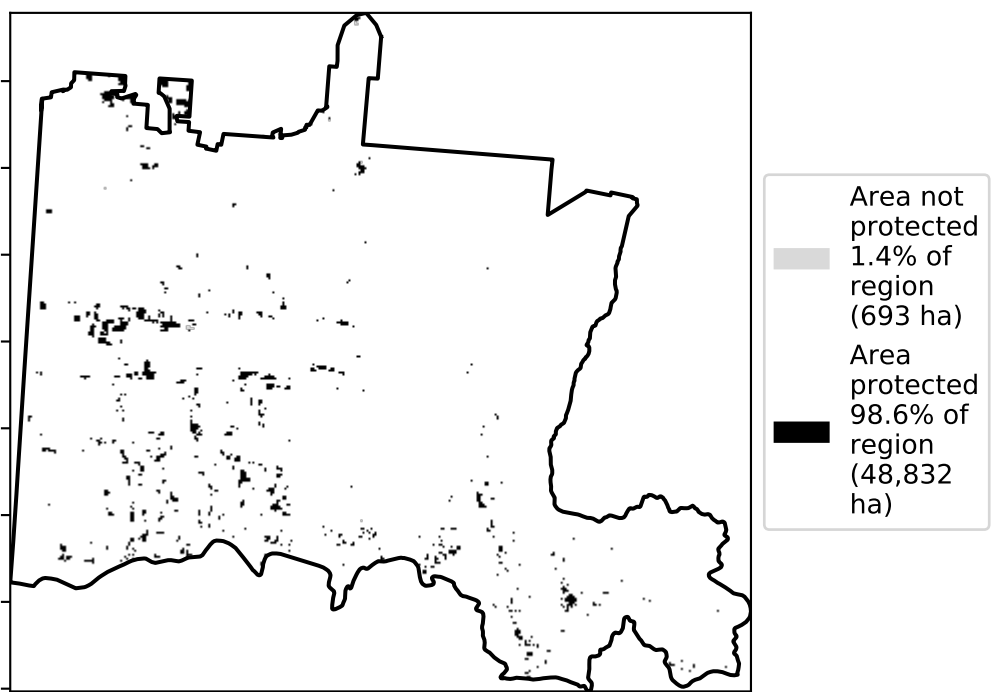 Area not
protected
1.4% of
region
(693 ha)
Area
protected
98.6% of
region
(48,832
ha)